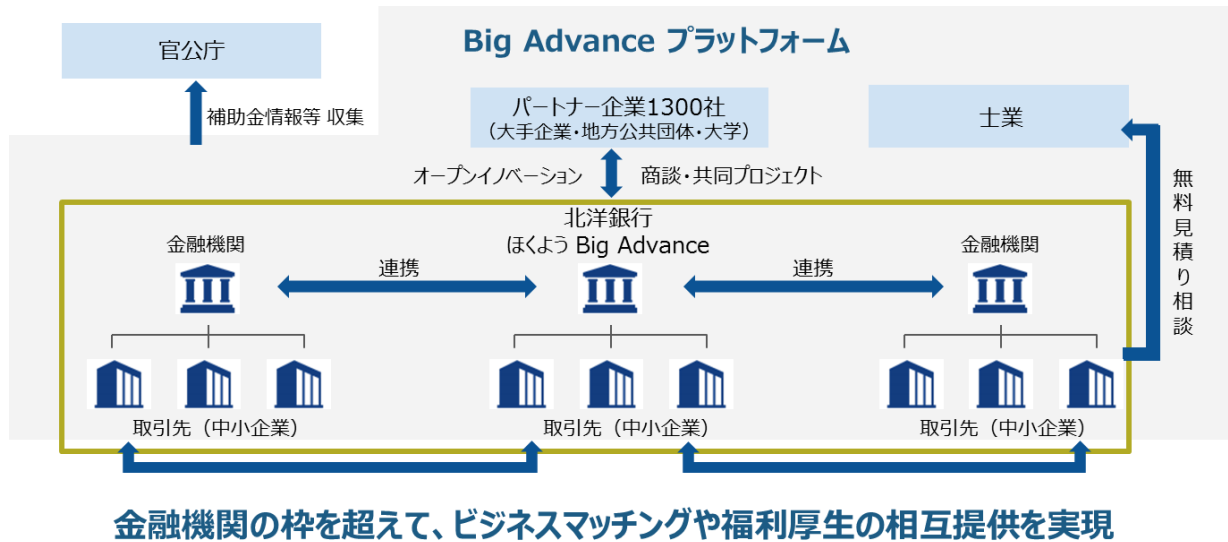 Big Advance プラットフォーム
官公庁
補助金情報等 収集
パートナー企業1300社
（大手企業・地方公共団体・大学）
士業
オープンイノベーション
商談・共同プロジェクト
無料見積り相談
北洋銀行
ほくよう Big Advance
金融機関
連携
連携
金融機関
取引先（中小企業）
取引先（中小企業）
取引先（中小企業）
金融機関の枠を超えて、ビジネスマッチングや福利厚生の相互提供を実現